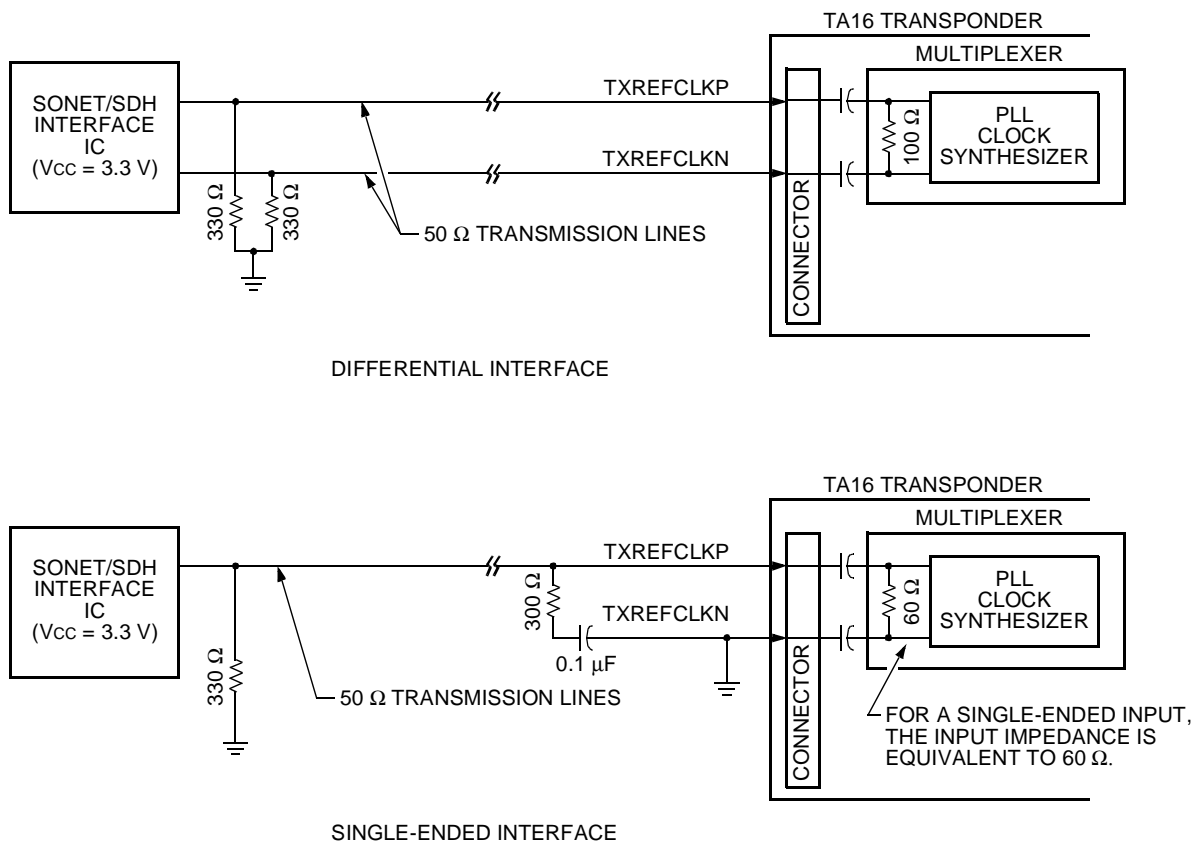 TA16 TRANSPONDER
MULTIPLEXER
SONET/SDH
INTERFACE
IC
(VCC = 3.3 V)
TXREFCLKP
TXREFCLKN
330 Ω
330 Ω
50 Ω TRANSMISSION LINES
CONNECTOR
100 Ω
PLL
CLOCK
SYNTHESIZER
DIFFERENTIAL INTERFACE
TA16 TRANSPONDER
MULTIPLEXER
SONET/SDH
INTERFACE
IC
(VCC = 3.3 V)
TXREFCLKP
300 Ω
TXREFCLKN
0.1 μF
330 Ω
50 Ω TRANSMISSION LINES
CONNECTOR
60 Ω
PLL
CLOCK
SYNTHESIZER
FOR A SINGLE-ENDED INPUT,
THE INPUT IMPEDANCE IS
EQUIVALENT TO 60 Ω.
SINGLE-ENDED INTERFACE